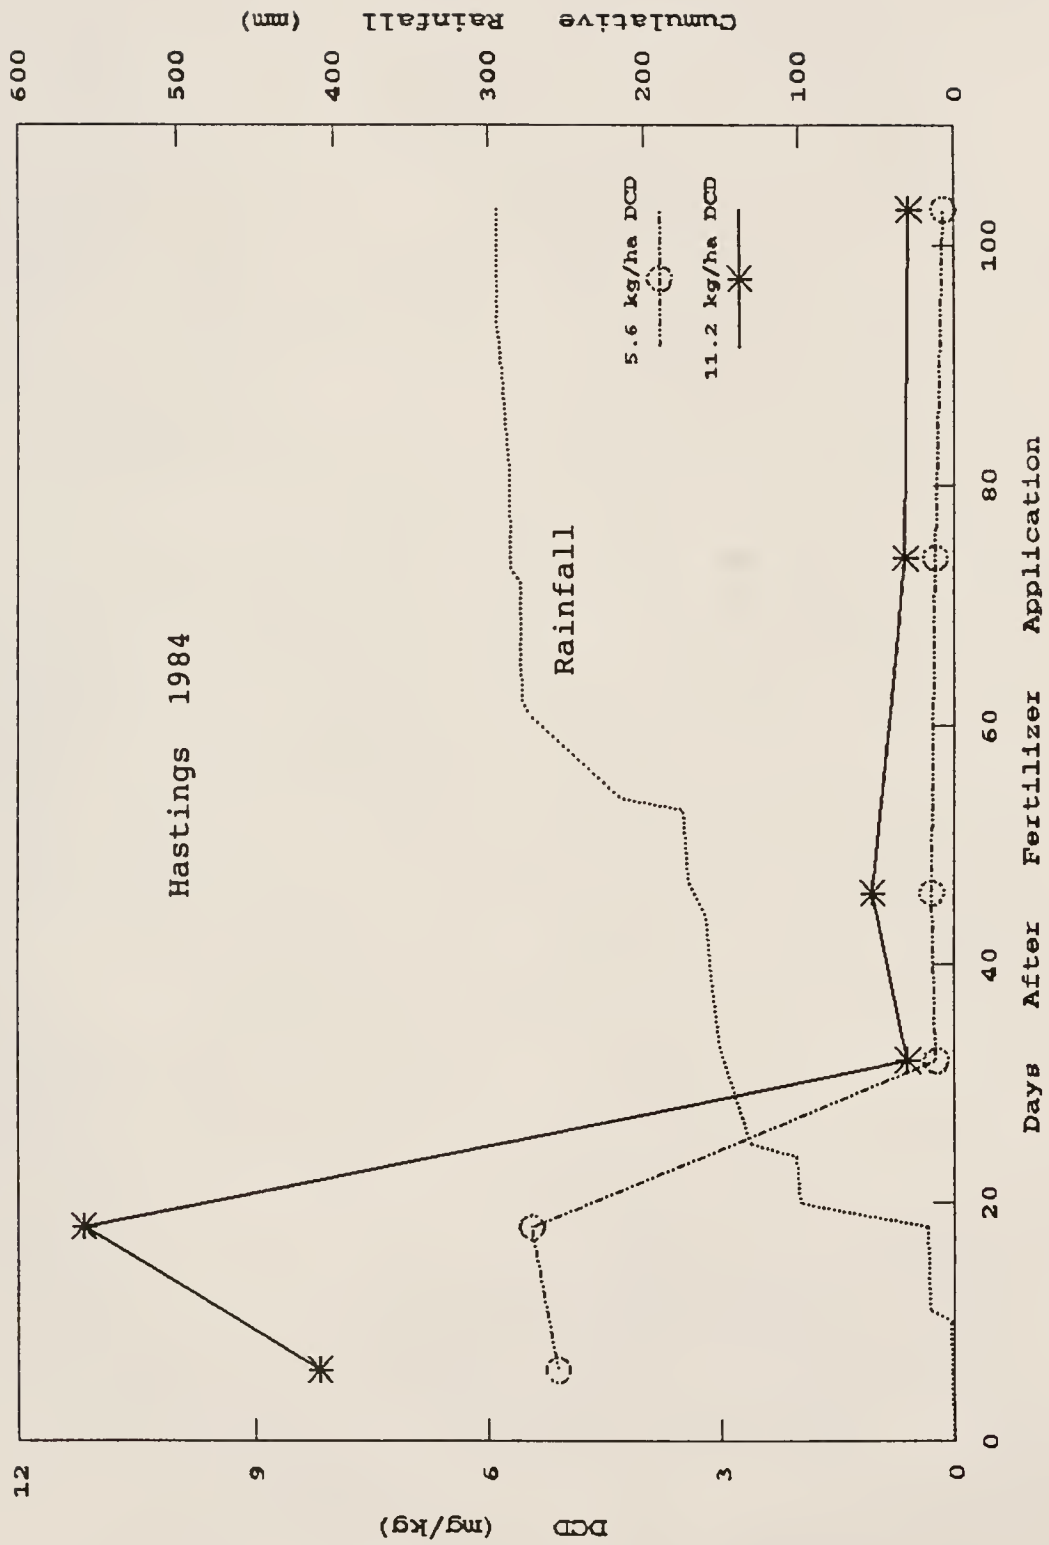 Hastings 1984
DCD (mg/kg)
12
9
6
3
0
Cumulative Rainfall (mm)
600
500
400
300
200
100
0
Rainfall
5.6 kg/ha DCD
11.2 kg/ha DCD
0
20
40
60
80
100
Days After Fertilizer Application